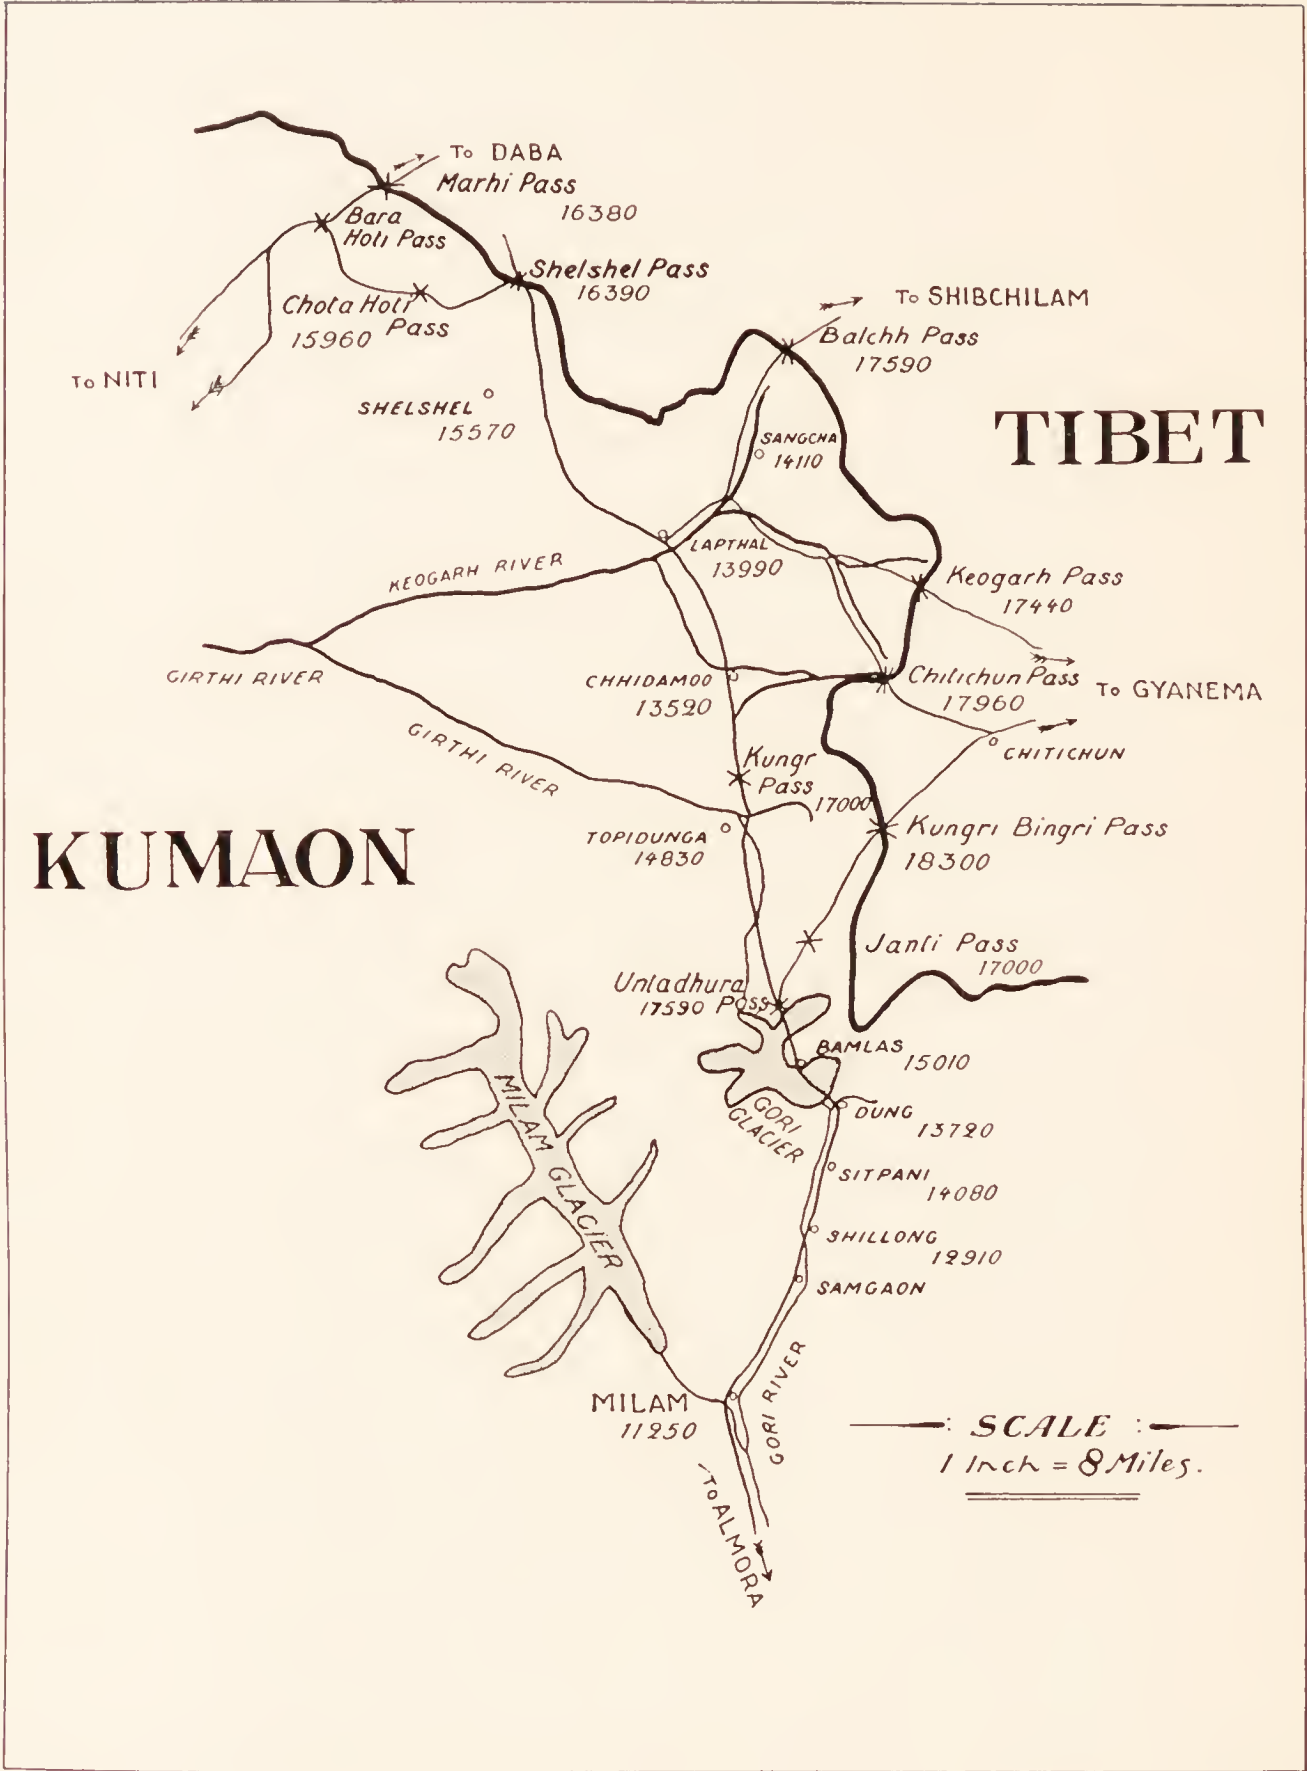 To DABA
Marhi Pass
16380
Bara
Hoti Pass
Shelshel Pass
16390
Chota Hoti
Pass
15960
To NITI
To SHIBCHILAM
Balchh Pass
17590
SHELSHEL
15570
TIBET
SANGCHA
14110
LAPTHAL
13990
KEOGARH RIVER
Keogarh Pass
17440
GIRTHI RIVER
CHHIDAMOO
13520
Chitichun Pass
17960
To GYANEMA
GIRTHI RIVER
CHITICHUN
Kungr
Pass
17000
TOPIDUNGA
14830
Kungri Bingri Pass
18300
KUMAON
Janti Pass
17000
Untadhura
17590 Pass
BAMLAS
15010
GORI
GLACIER
DUNG
13720
MILAM GLACIER
SITPANI
14080
SHILLONG
12910
SAMGAON
GORI RIVER
MILAM
11250
To ALMORA
: SCALE :
1 Inch = 8 Miles.